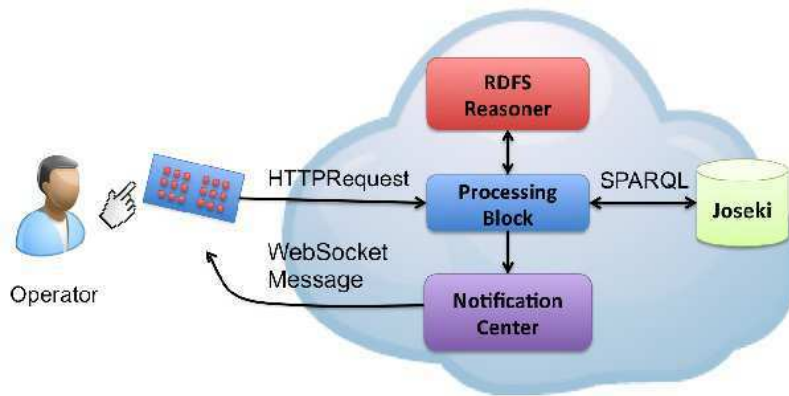 RDFS
Reasoner
HTTPRequest
Processing
Block
SPARQL
Joseki
WebSocket
Message
Operator
Notification
Center